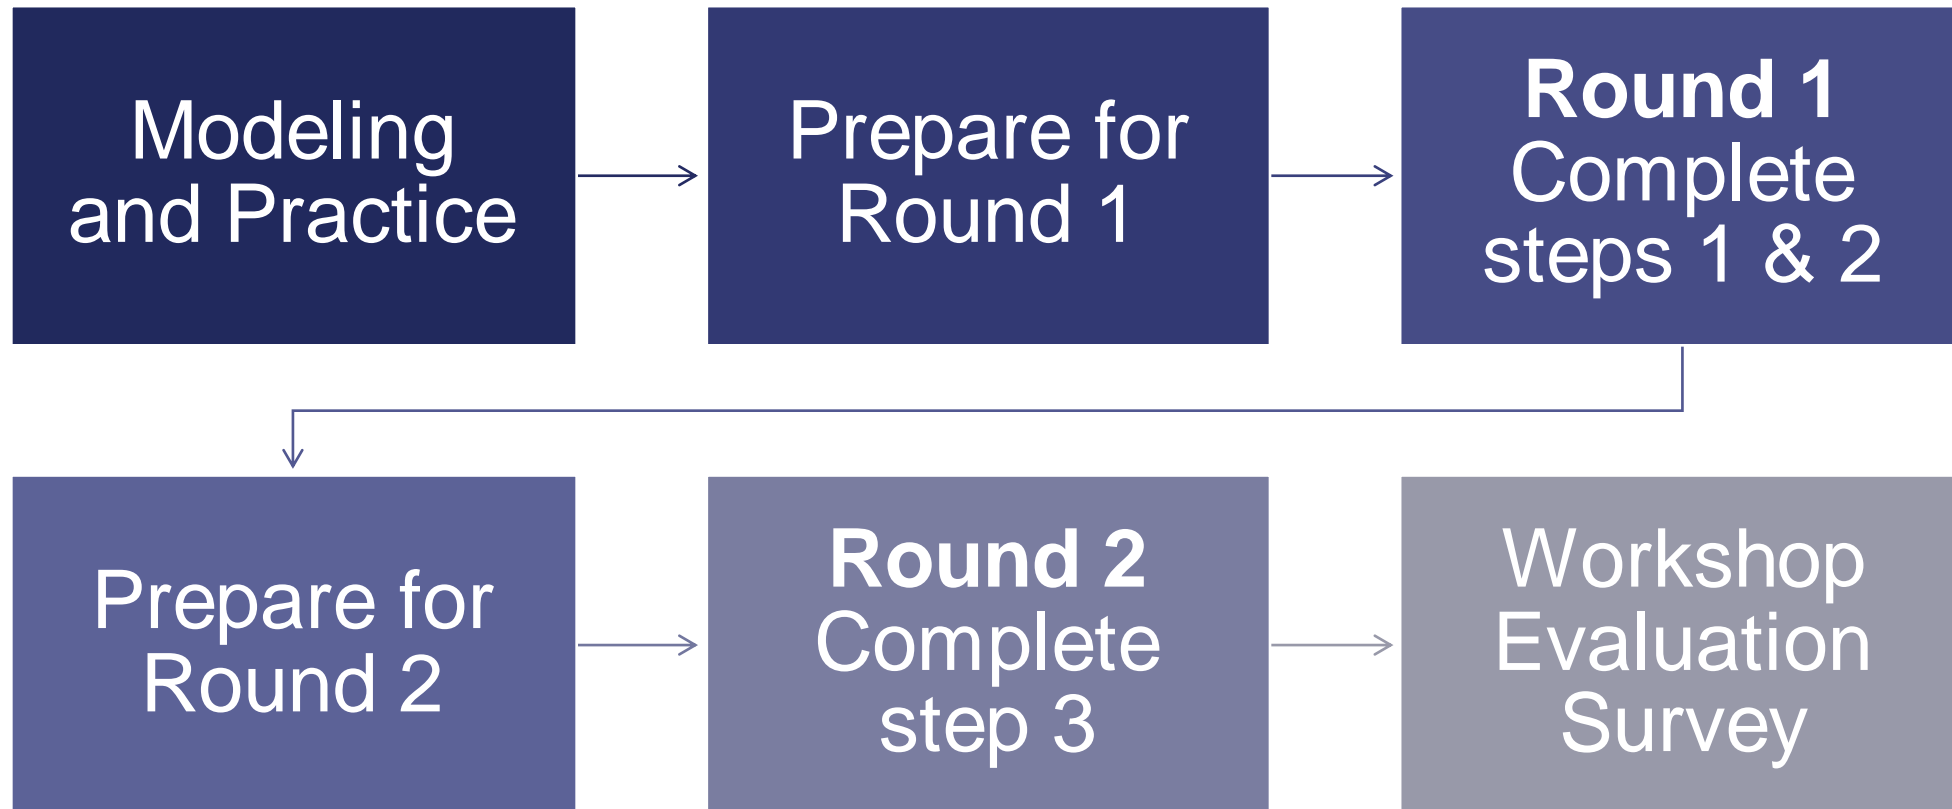 Modeling
and Practice
Prepare for
Round 1
Round 1
Complete
steps 1 & 2
Prepare for
Round 2
Round 2
Complete
step 3
Workshop
Evaluation
Survey